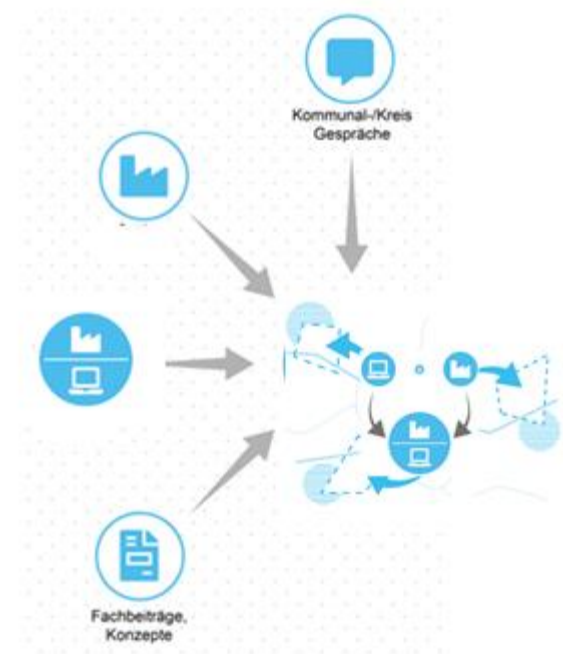 Kommunal-/Kreis
Gespräche
Fachbeiträge,
Konzepte